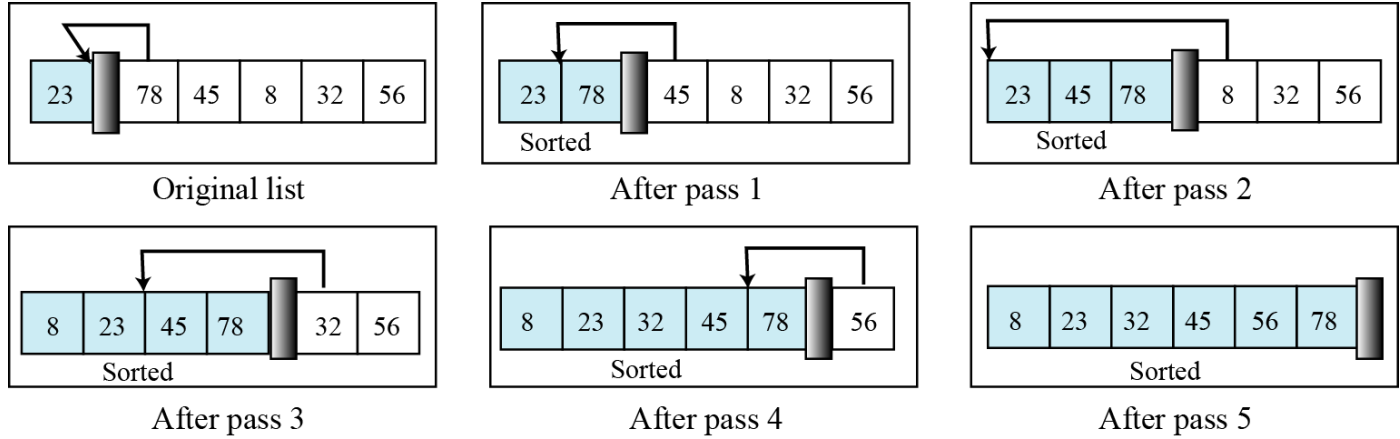 23 78 45 8 32 56
Original list
23 78 45 8 32 56
Sorted
After pass 1
23 45 78 8 32 56
Sorted
After pass 2
8 23 45 78 32 56
Sorted
After pass 3
8 23 32 45 78 56
Sorted
After pass 4
8 23 32 45 56 78
Sorted
After pass 5